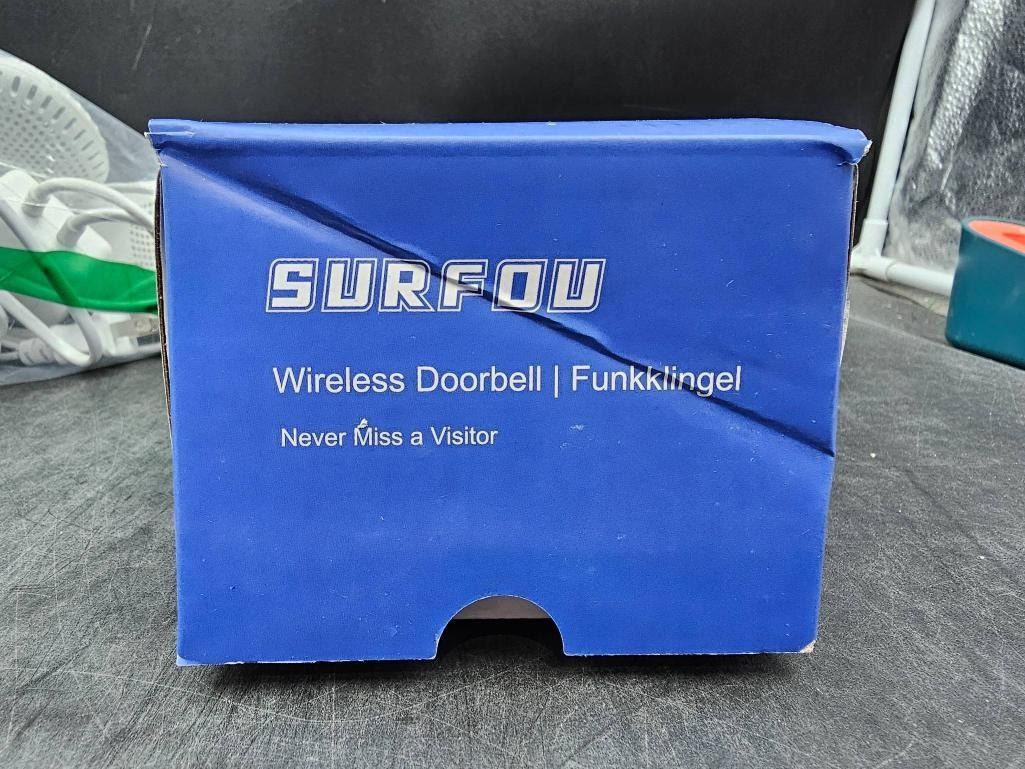 SURFOU
Wireless Doorbell | Funkklingel
Never Miss a Visitor